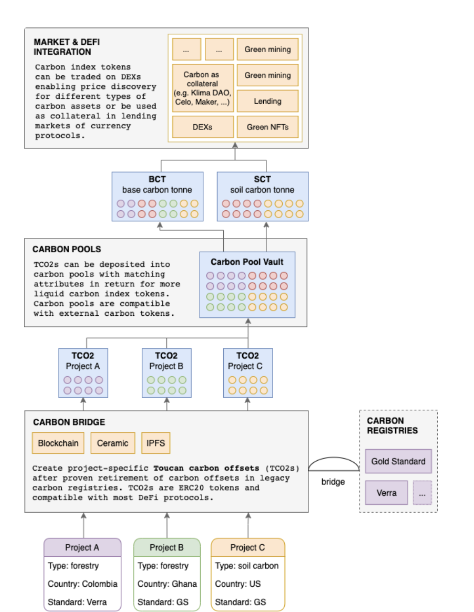 MARKET & DEFI
INTEGRATION
Carbon index tokens
can be traded on DEXs
enabling price discovery
for different types of
carbon assets or be used
as collateral in lending
markets of currency
protocols.
...
...
Green mining
Carbon as
collateral
(e.g. Klima DAO,
Celo, Maker, ...)
Green mining
Lending
DEXs
Green NFTs
BCT
base carbon tonne
SCT
soil carbon tonne
CARBON POOLS
TCO2s can be deposited into
carbon pools with matching
attributes in return for more
liquid carbon index tokens.
Carbon pools are compatible
with external carbon tokens.
Carbon Pool Vault
TCO2
Project A
TCO2
Project B
TCO2
Project C
CARBON BRIDGE
Blockchain
Ceramic
IPFS
Create project-specific Toucan carbon offsets (TCO2s)
after proven retirement of carbon offsets in legacy
carbon registries. TCO2s are ERC20 tokens and
compatible with most DeFi protocols.
bridge
CARBON
REGISTRIES
Gold Standard
Verra
...
Project A
Type: forestry
Country: Colombia
Standard: Verra
Project B
Type: forestry
Country: Ghana
Standard: GS
Project C
Type: soil carbon
Country: US
Standard: GS